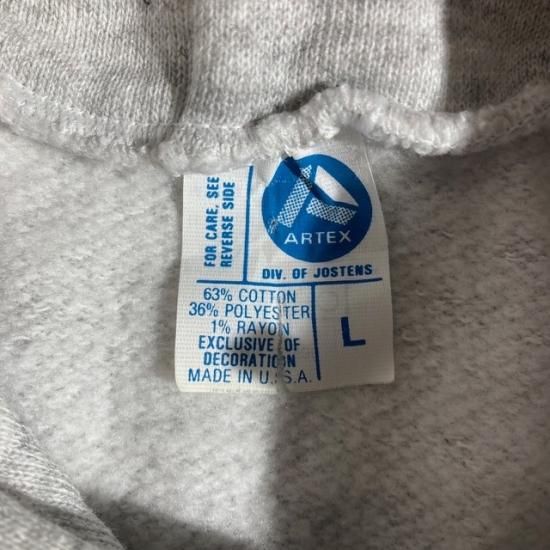 FOR CARE, SEE
REVERSE SIDE
ARTEX
DIV. OF JOSTENS
63% COTTON
36% POLYESTER
1% RAYON
EXCLUSIVE OF
DECORATION
MADE IN U.S.A.
L